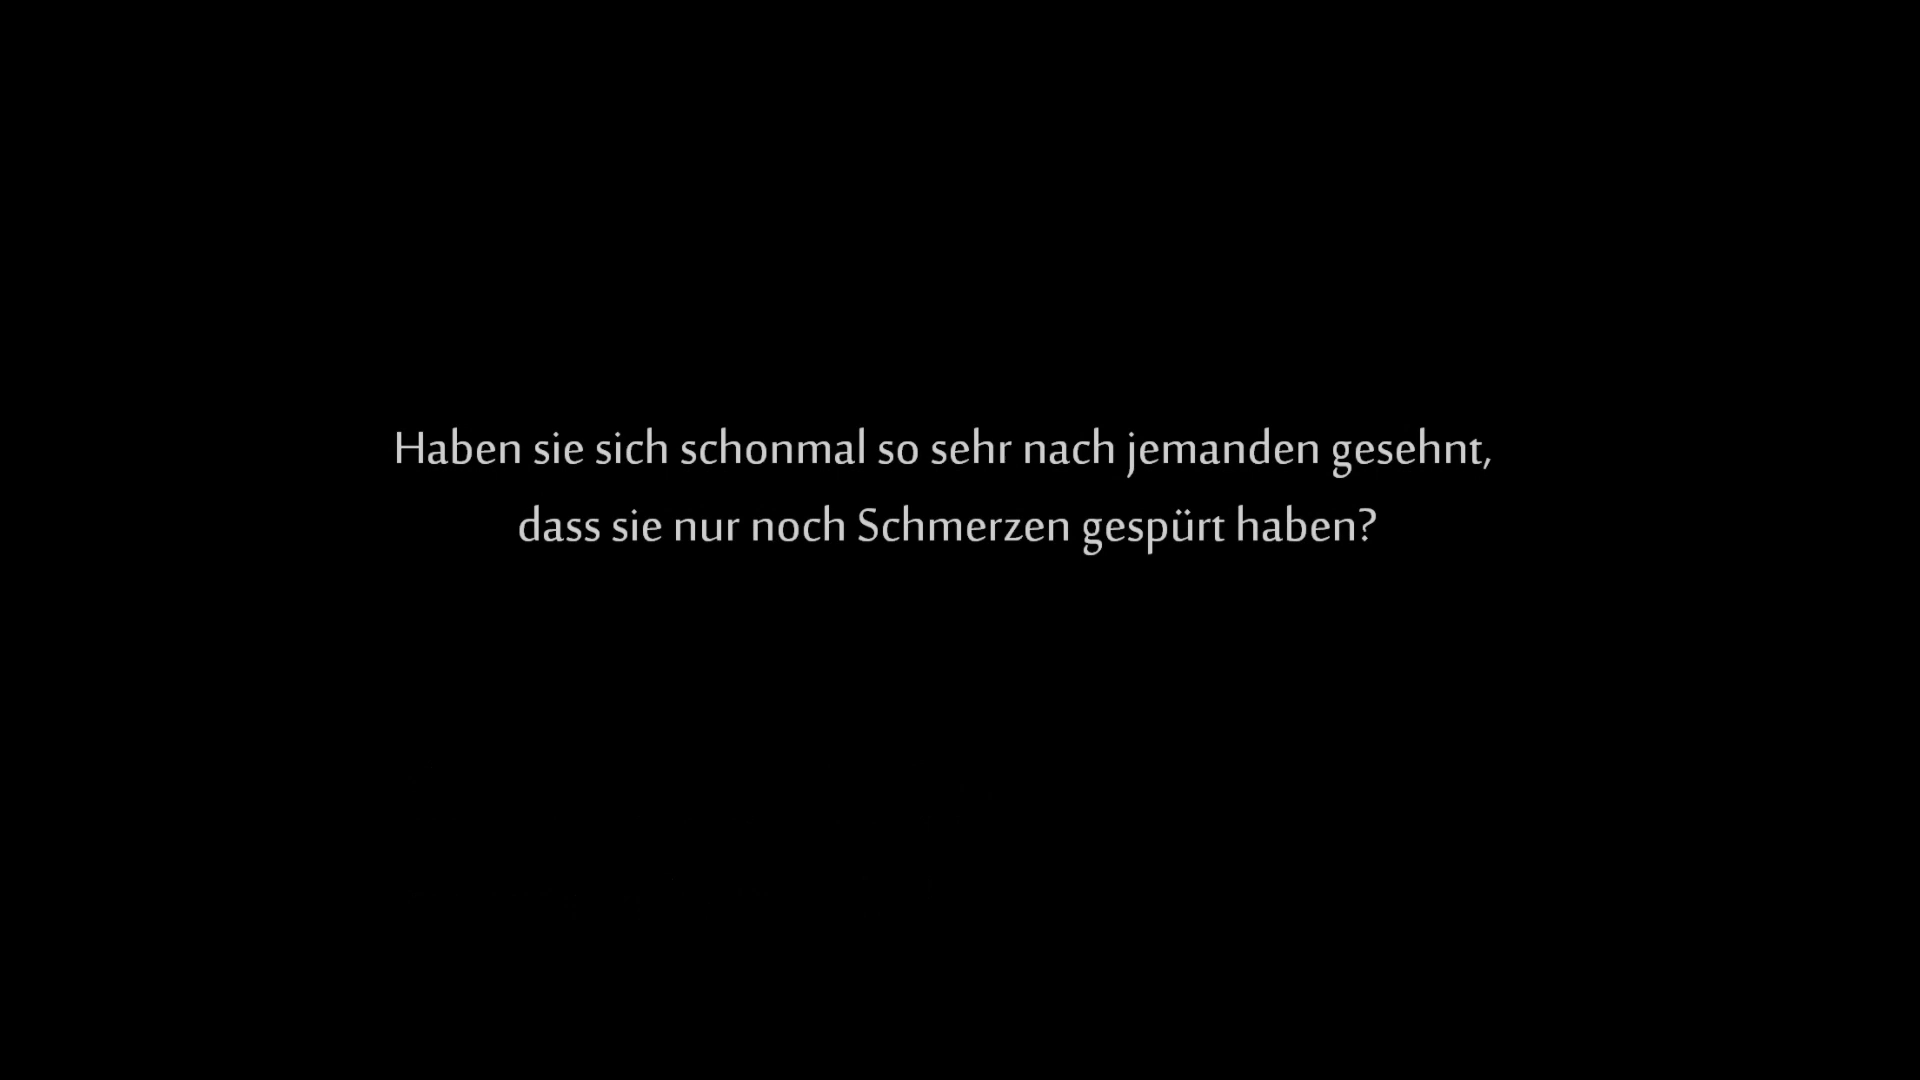 Haben sie sich schonmal so sehr nach jemanden gesehnt,
dass sie nur noch Schmerzen gespürt haben?